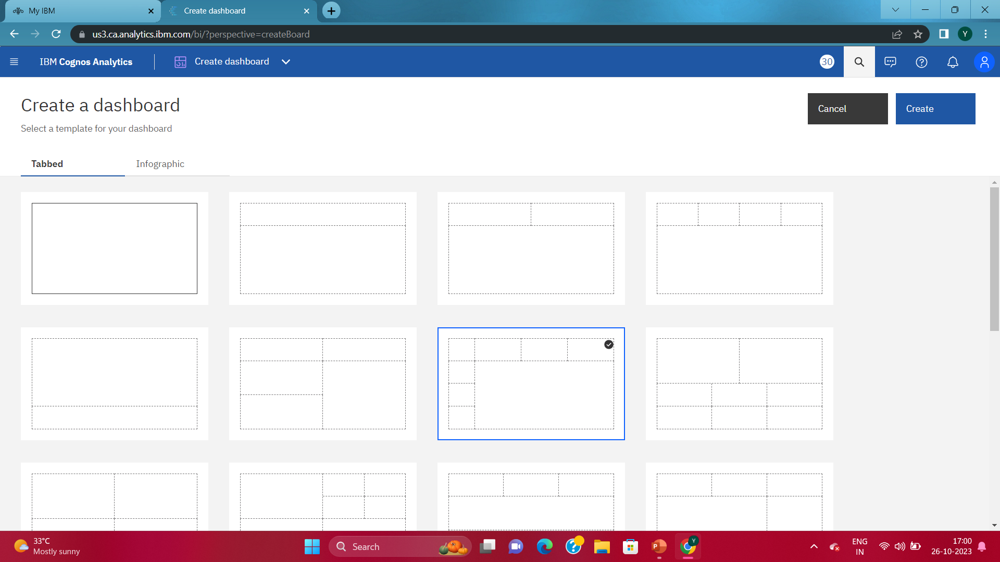 My IBM
Create dashboard
us3.ca.analytics.ibm.com/bi/?perspective=createBoard
Y
IBM Cognos Analytics
Create dashboard
30
Create a dashboard
Select a template for your dashboard
Cancel
Create
Tabbed
Infographic
33°C
Mostly sunny
Search
P
Y
ENG
IN
17:00
26-10-2023